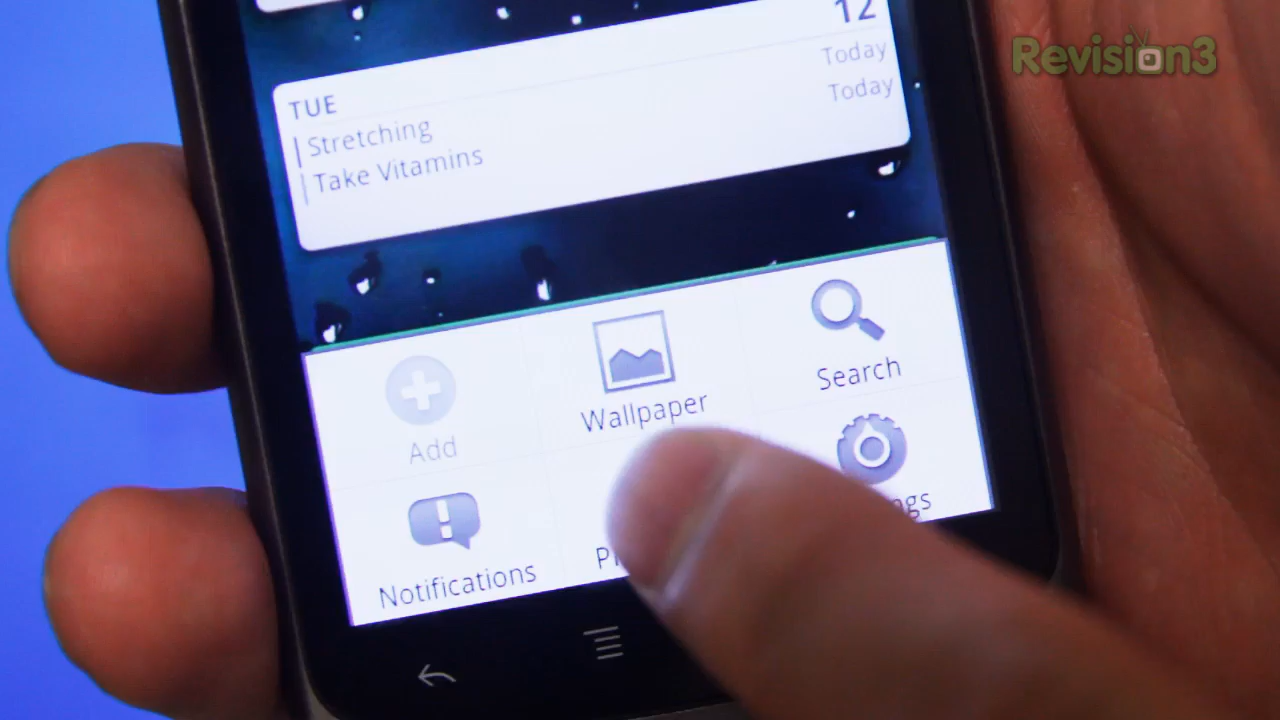 Revision3
12
TUE
Today
Stretching
Today
Take Vitamins
Search
Wallpaper
Add
Notifications